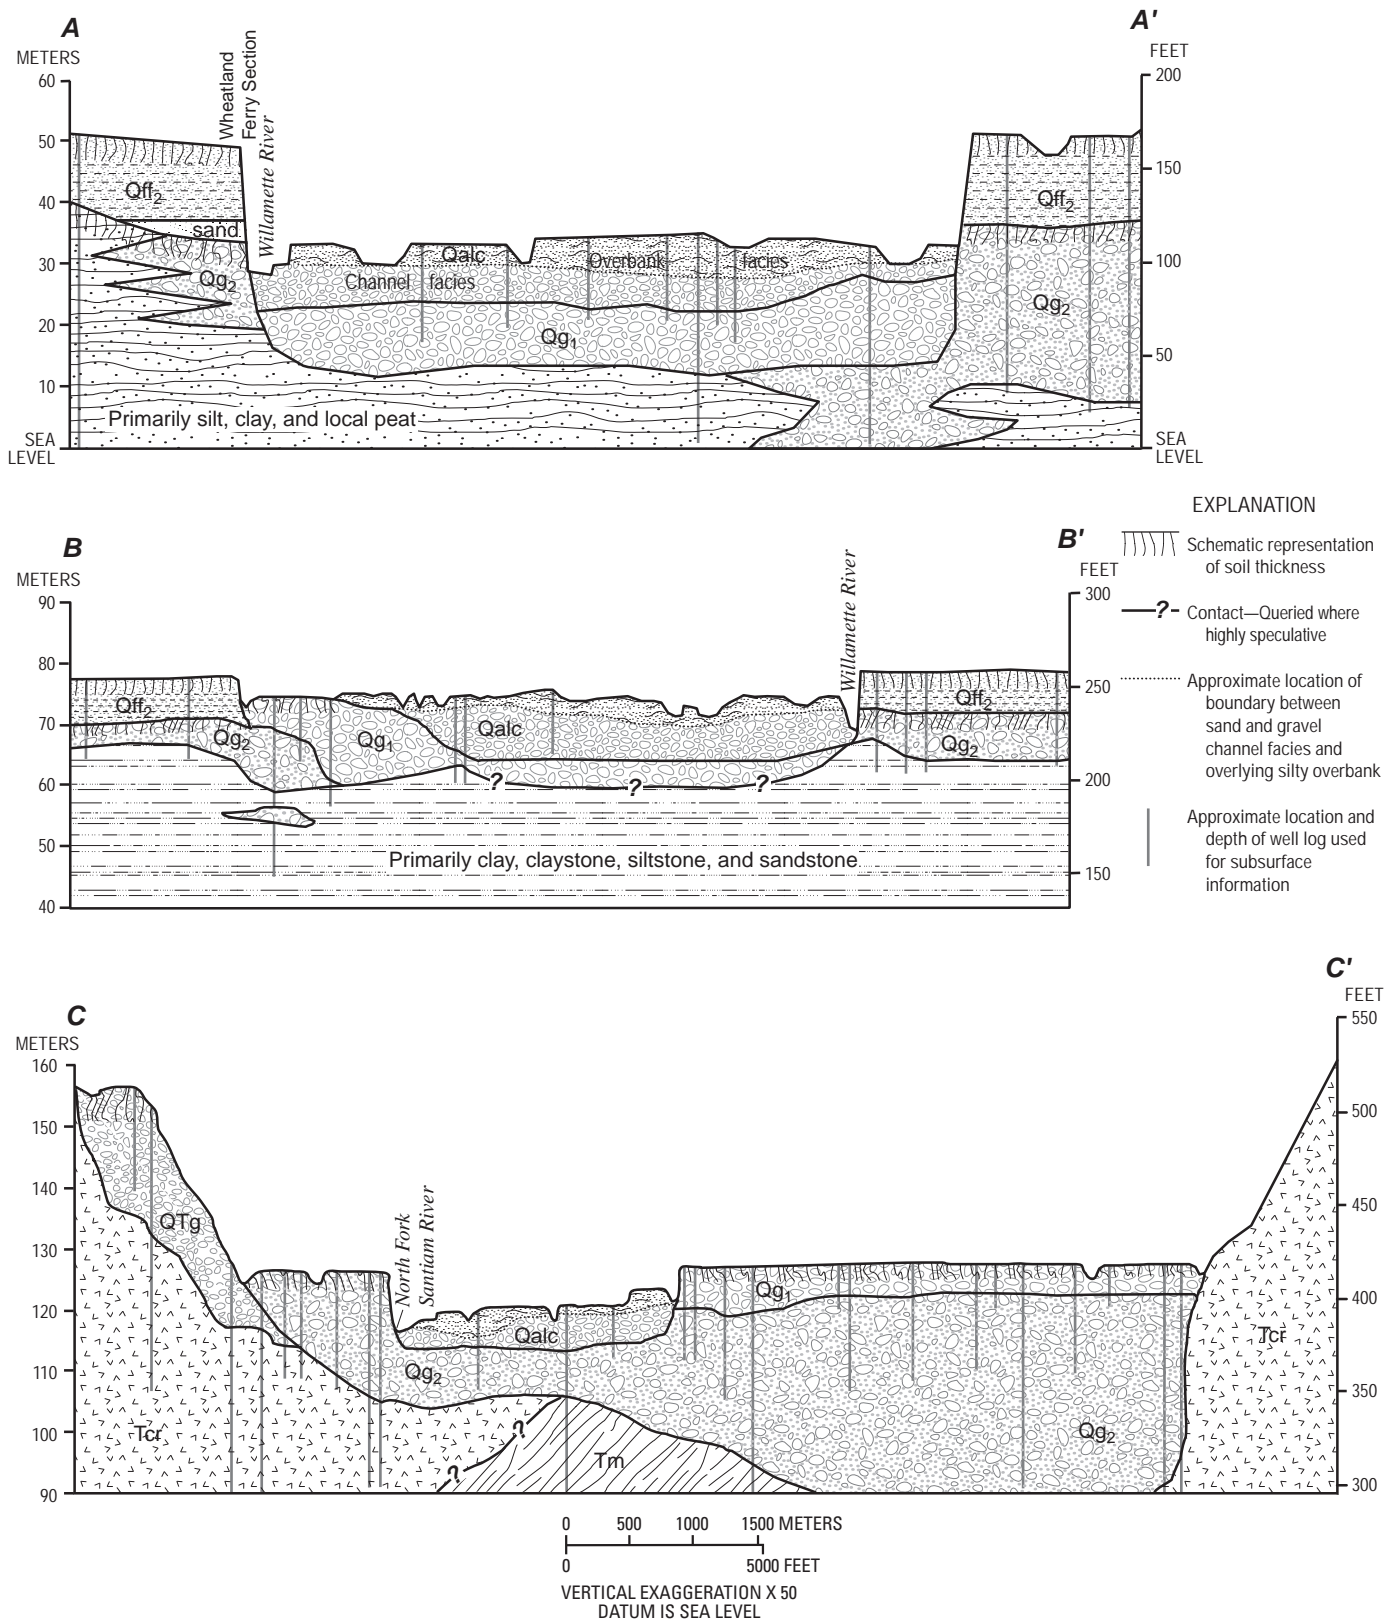 A
A'
METERS
FEET
Wheatland
Ferry Section
Willamette River
60
50
40
30
20
10
SEA
LEVEL
200
150
100
50
SEA
LEVEL
Qff2
sand
Qg2
Qalc
Overbank facies
Channel facies
Qg1
Qff2
Qg2
Primarily silt, clay, and local peat
B
B'
METERS
FEET
Willamette River
90
80
70
60
50
40
300
250
200
150
Qff2
Qg2
Qg1
Qalc
Qff2
Qg2
? ? ?
Primarily clay, claystone, siltstone, and sandstone
EXPLANATION
Schematic representation
of soil thickness
?
Contact—Queried where
highly speculative
Approximate location of
boundary between
sand and gravel
channel facies and
overlying silty overbank
Approximate location and
depth of well log used
for subsurface
information
C
C'
METERS
FEET
North Fork
Santiam River
160
150
140
130
120
110
100
90
550
500
450
400
350
300
QTg
Qalc
Qg1
Qg2
Tcr
Tcr
? ?
Tm
Qg2
0 500 1000 1500 METERS
0 5000 FEET
VERTICAL EXAGGERATION X 50
DATUM IS SEA LEVEL